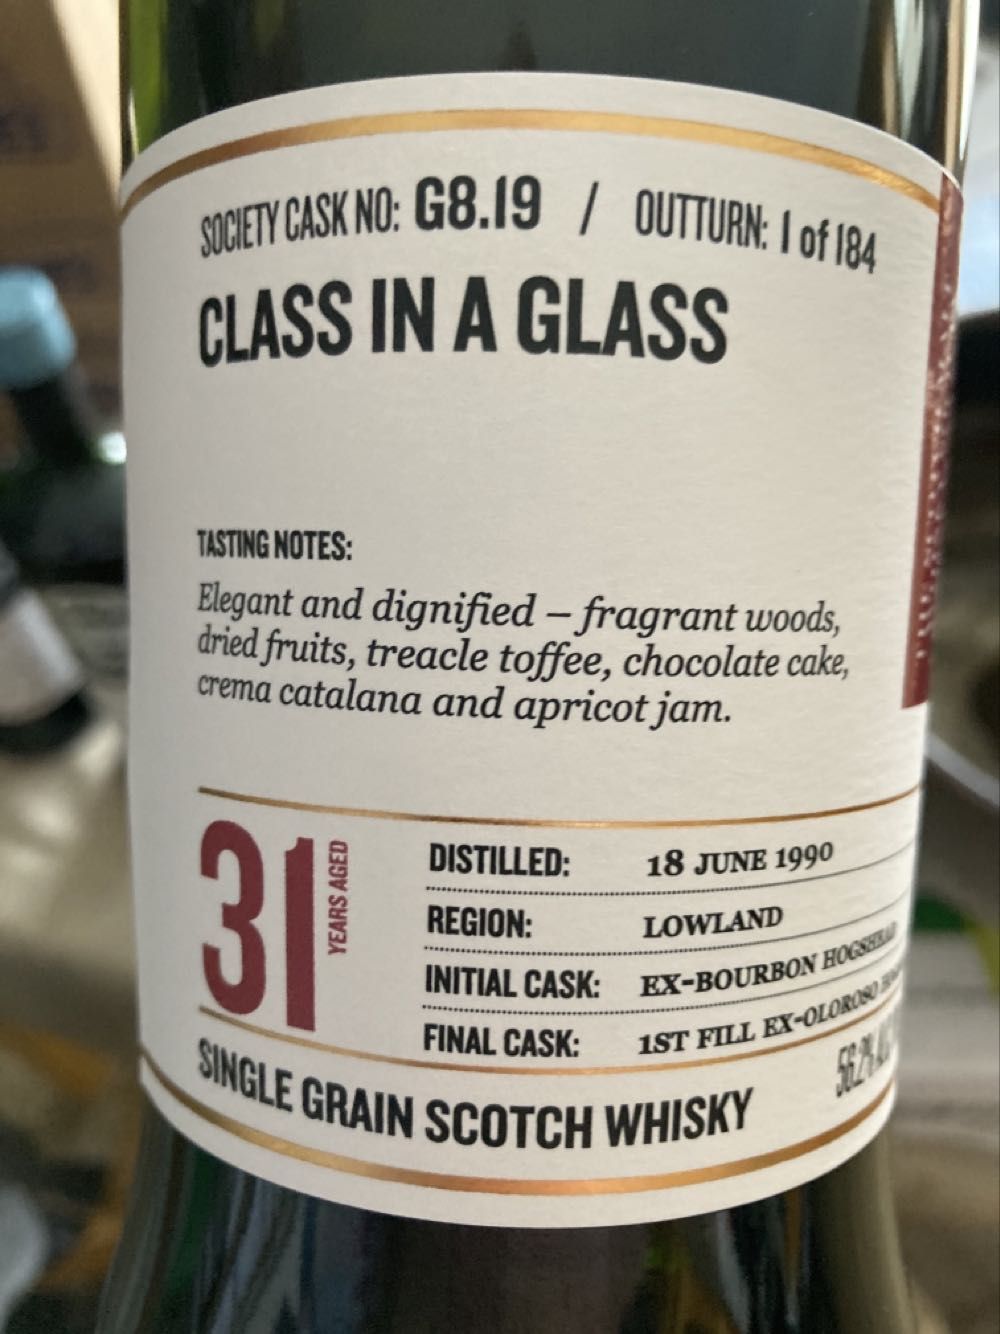 SOCIETY CASK NO: G8.19 / OUTTURN: 1 of 184
CLASS IN A GLASS
TASTING NOTES:
Elegant and dignified – fragrant woods,
dried fruits, treacle toffee, chocolate cake,
crema catalana and apricot jam.
31 YEARS AGED
DISTILLED: 18 JUNE 1990
REGION: LOWLAND
INITIAL CASK: EX-BOURBON HOGSHEAD
FINAL CASK: 1ST FILL EX-OLOROSO
SINGLE GRAIN SCOTCH WHISKY 56.2%